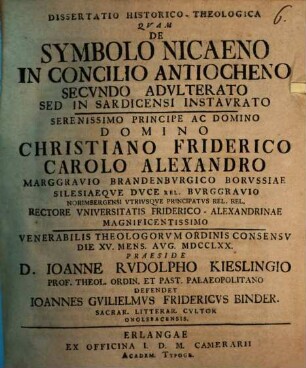 6.
DISSERTATIO HISTORICO-THEOLOGICA
QVAM
DE
SYMBOLO NICAENO
IN CONCILIO ANTIOCHENO
SECVNDO ADVLTERATO
SED IN SARDICENSI INSTAVRATO
SERENISSIMO PRINCIPE AC DOMINO
DOMINO
CHRISTIANO FRIDERICO
CAROLO ALEXANDRO
MARGGRAVIO BRANDENBVRGICO BORVSSIAE
SILESIAEQVE DVCE REL. BVRGGRAVIO
NORIMBERGENSI VTRIVSQVE PRINCIPATVS REL. REL.
RECTORE VNIVERSITATIS FRIDERICO-ALEXANDRINAE
MAGNIFICENTISSIMO
VENERABILIS THEOLOGORVM ORDINIS CONSENSV
DIE XV. MENS. AVG. MDCCLXX.
PRAESIDE
D. IOANNE RVDOLPHO KIESLINGIO
PROF. THEOL. ORDIN. ET PAST. PALAEOPOLITANO
DEFENDET
IOANNES GVILIELMVS FRIDERICVS BINDER.
SACRAR. LITTERAR. CVLTOR
ONOLSBACENSIS.
ERLANGAE
EX OFFICINA I. D. M. CAMERARII
ACADEM. TYPOGR.